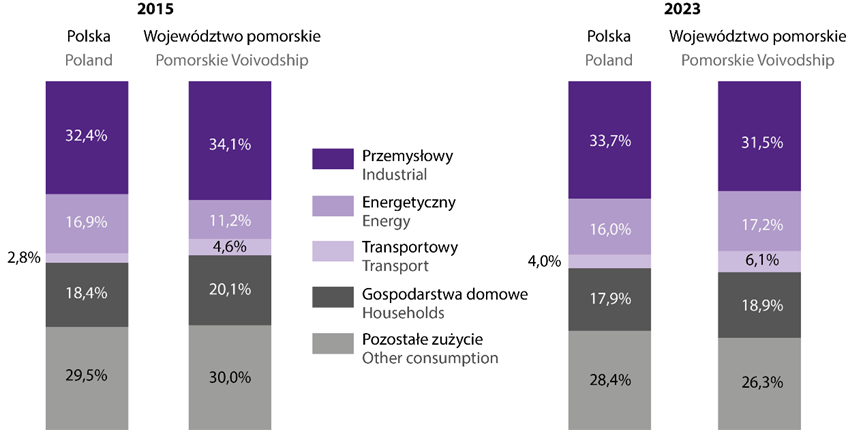 2015
Polska
Poland
Województwo pomorskie
Pomorskie Voivodship
32,4%
16,9%
2,8%
18,4%
29,5%
34,1%
11,2%
4,6%
20,1%
30,0%
Przemysłowy
Industrial
Energetyczny
Energy
Transportowy
Transport
Gospodarstwa domowe
Households
Pozostałe zużycie
Other consumption
2023
Polska
Poland
Województwo pomorskie
Pomorskie Voivodship
33,7%
16,0%
4,0%
17,9%
28,4%
31,5%
17,2%
6,1%
18,9%
26,3%